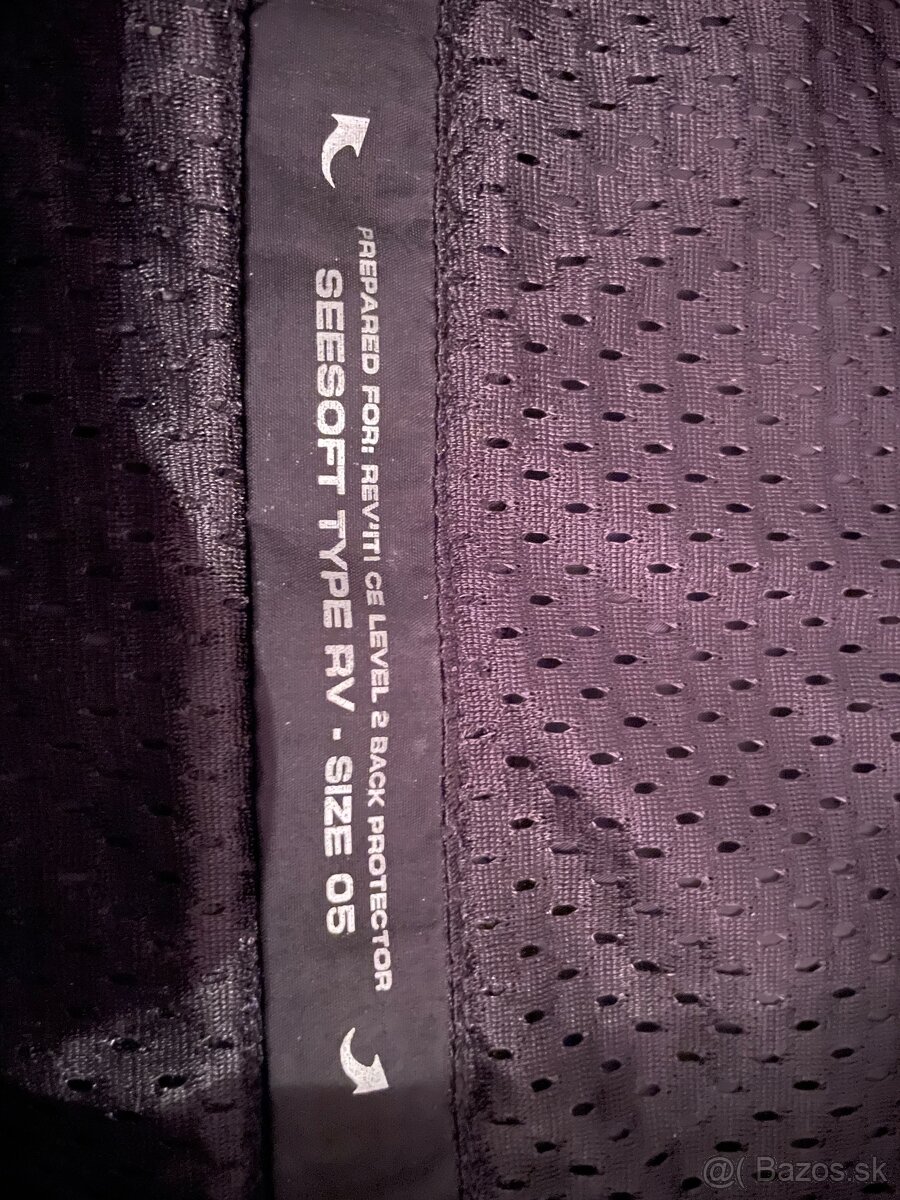 PREPARED FOR: REV'IT! CE LEVEL 2 BACK PROTECTOR
SEESOFT TYPE RV - SIZE 05
@( Bazos.sk